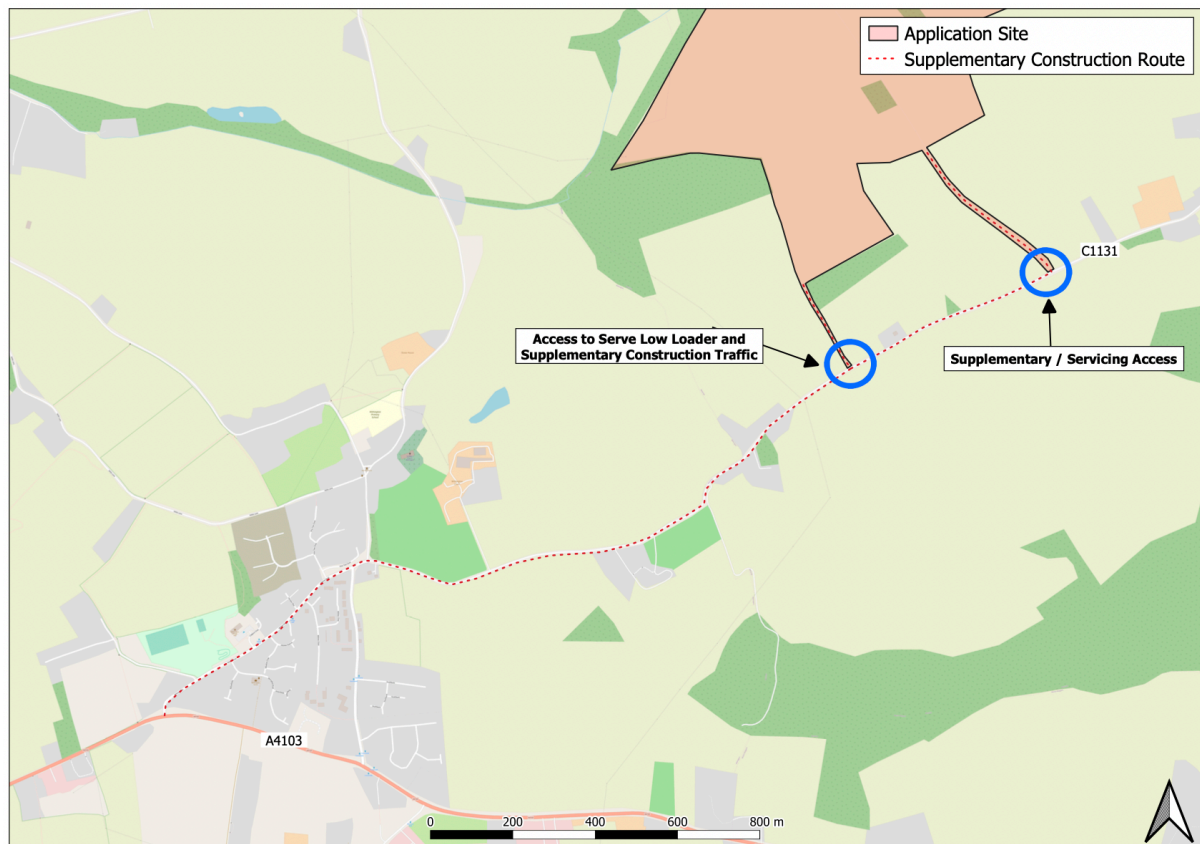 Application Site
Supplementary Construction Route
C1131
Access to Serve Low Loader and
Supplementary Construction Traffic
Supplementary / Servicing Access
A4103
0 200 400 600 800 m